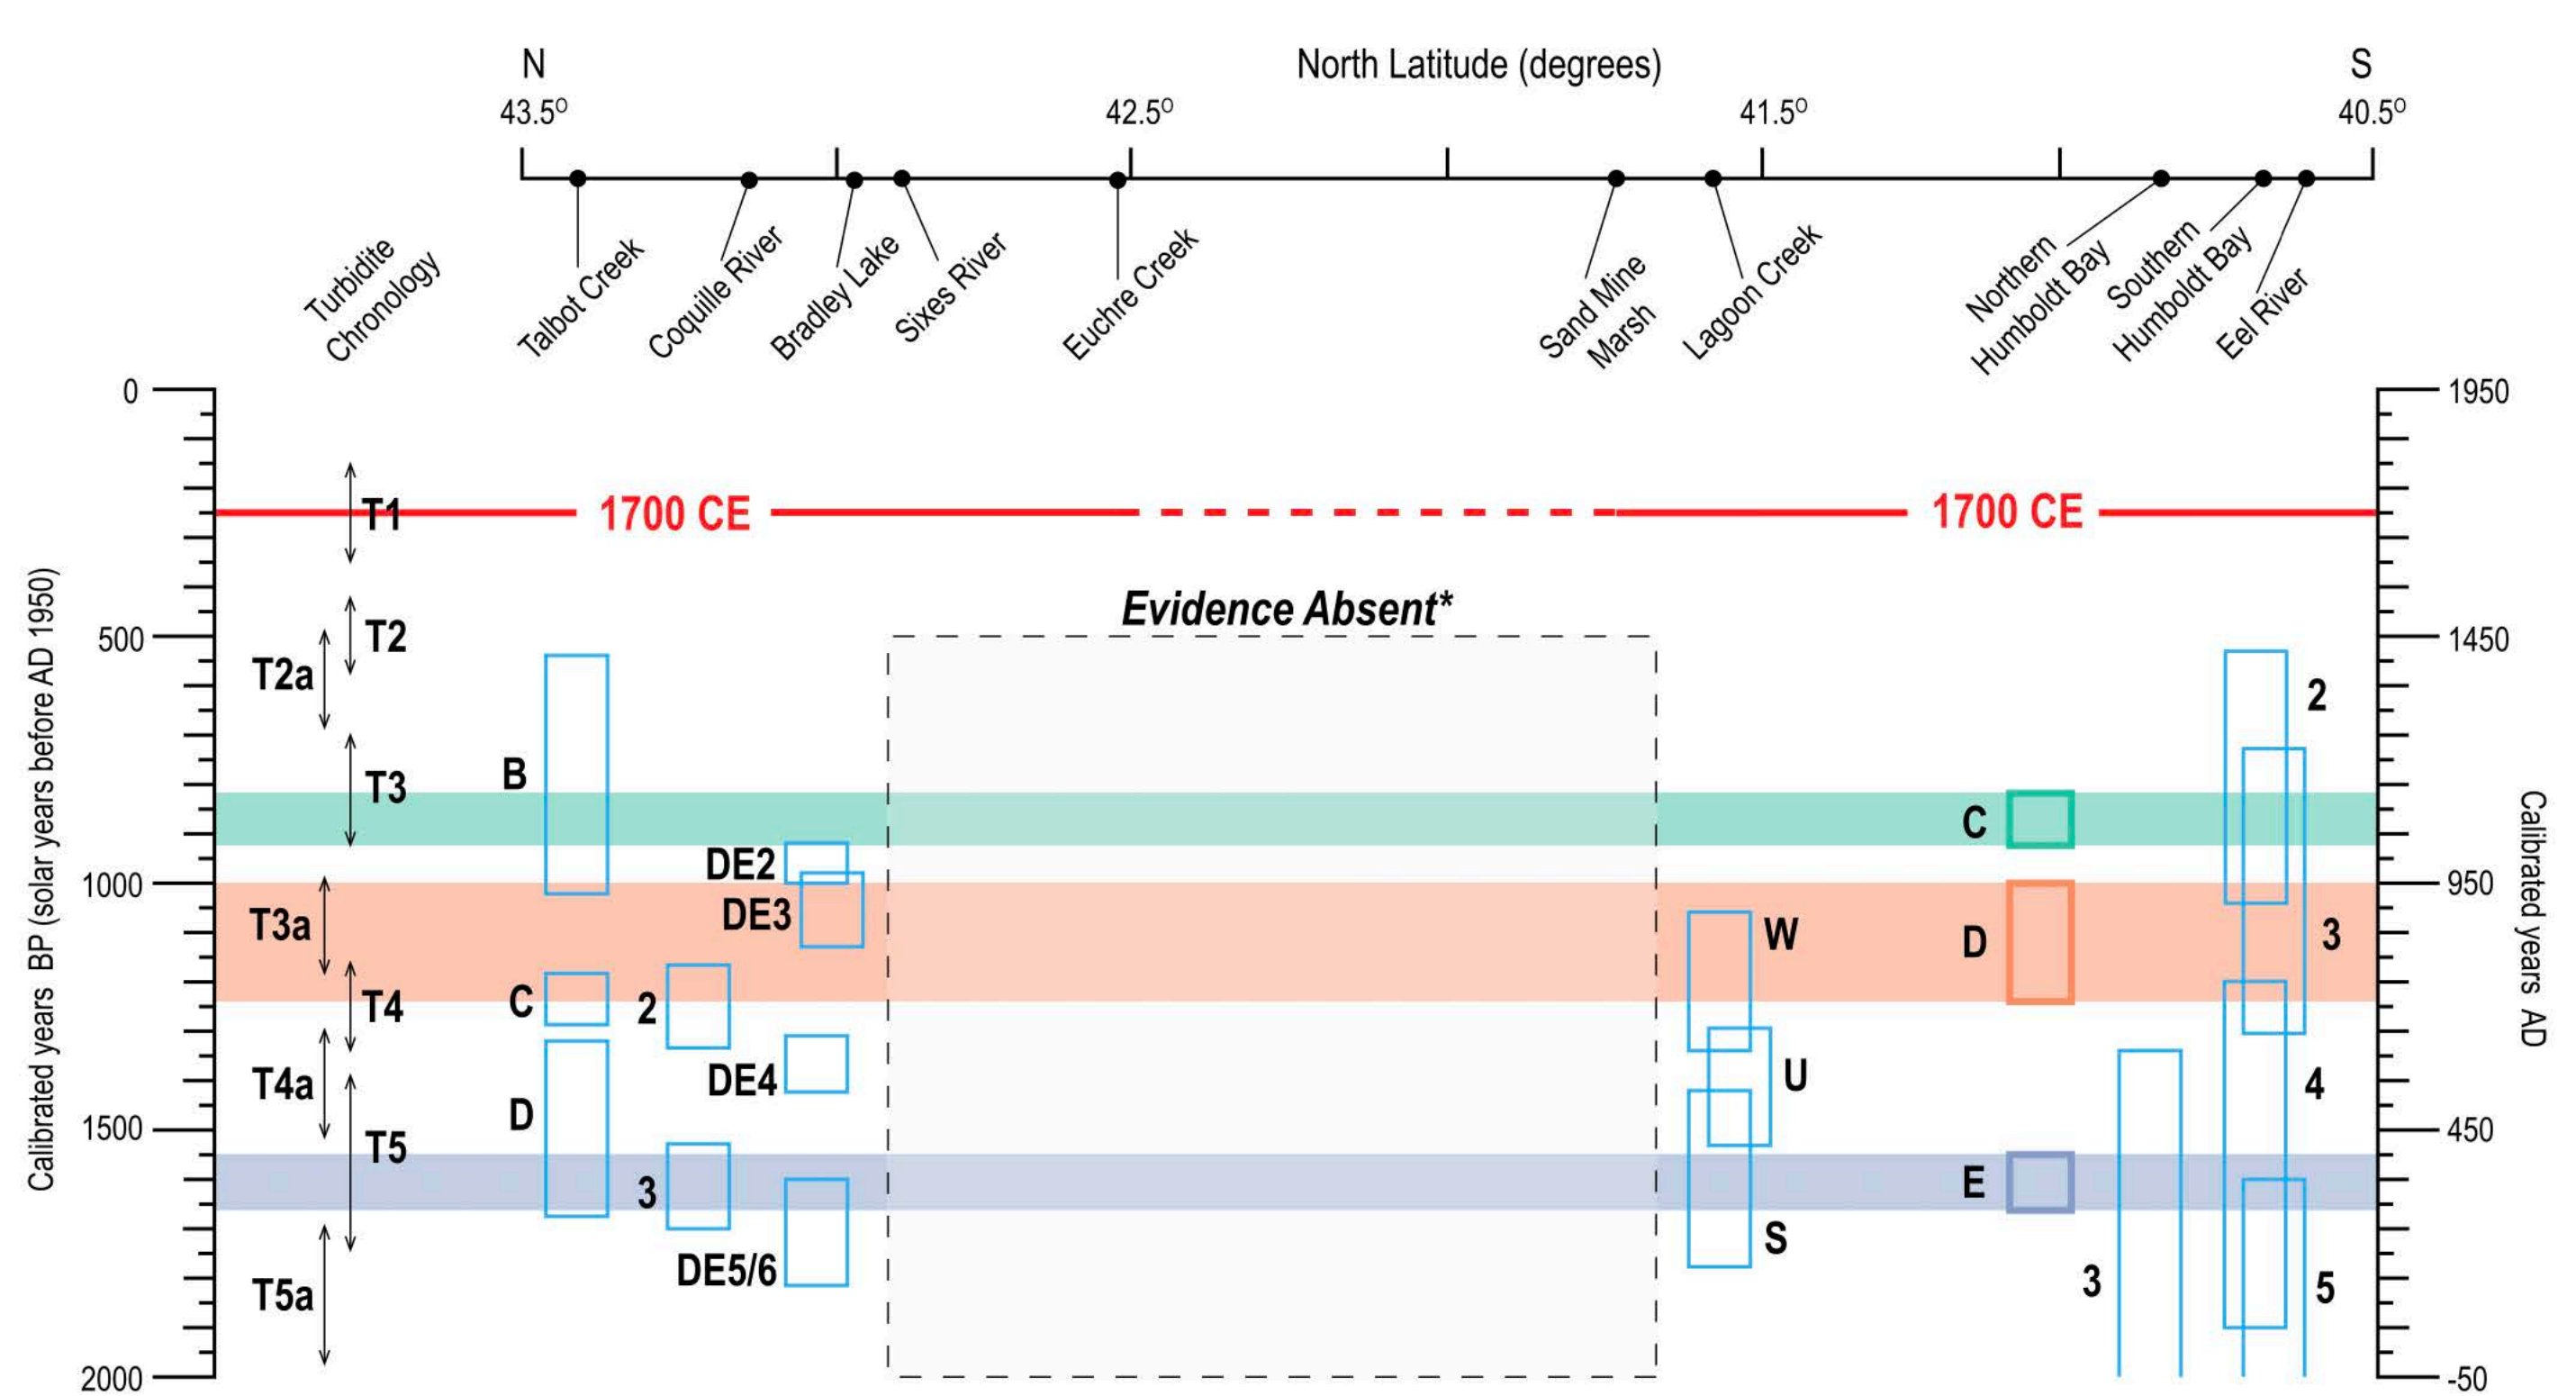 N
North Latitude (degrees)
S
43.5°
42.5°
41.5°
40.5°
Turbidite
Chronology
Talbot Creek
Coquille River
Bradley Lake
Sixes River
Euchre Creek
Sand Mine
Marsh
Lagoon Creek
Northern
Humboldt Bay
Southern
Humboldt Bay
Eel River
0
1950
T1
1700 CE
1700 CE
Evidence Absent*
500
1450
T2
T2a
2
T3
B
C
DE2
1000
950
T3a
DE3
W
D
3
T4
C
2
T4a
DE4
U
4
D
1500
450
T5
3
E
S
DE5/6
T5a
3
5
2000
-50
Calibrated years BP (solar years before AD 1950)
Calibrated years AD